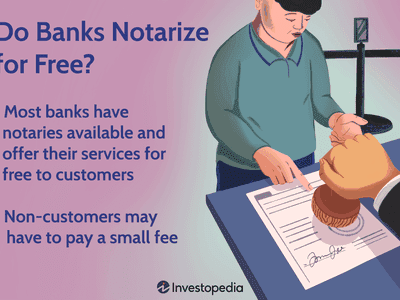 Do Banks Notarize
for Free?
Most banks have
notaries available and
offer their services for
free to customers
Non-customers may
have to pay a small fee
Investopedia